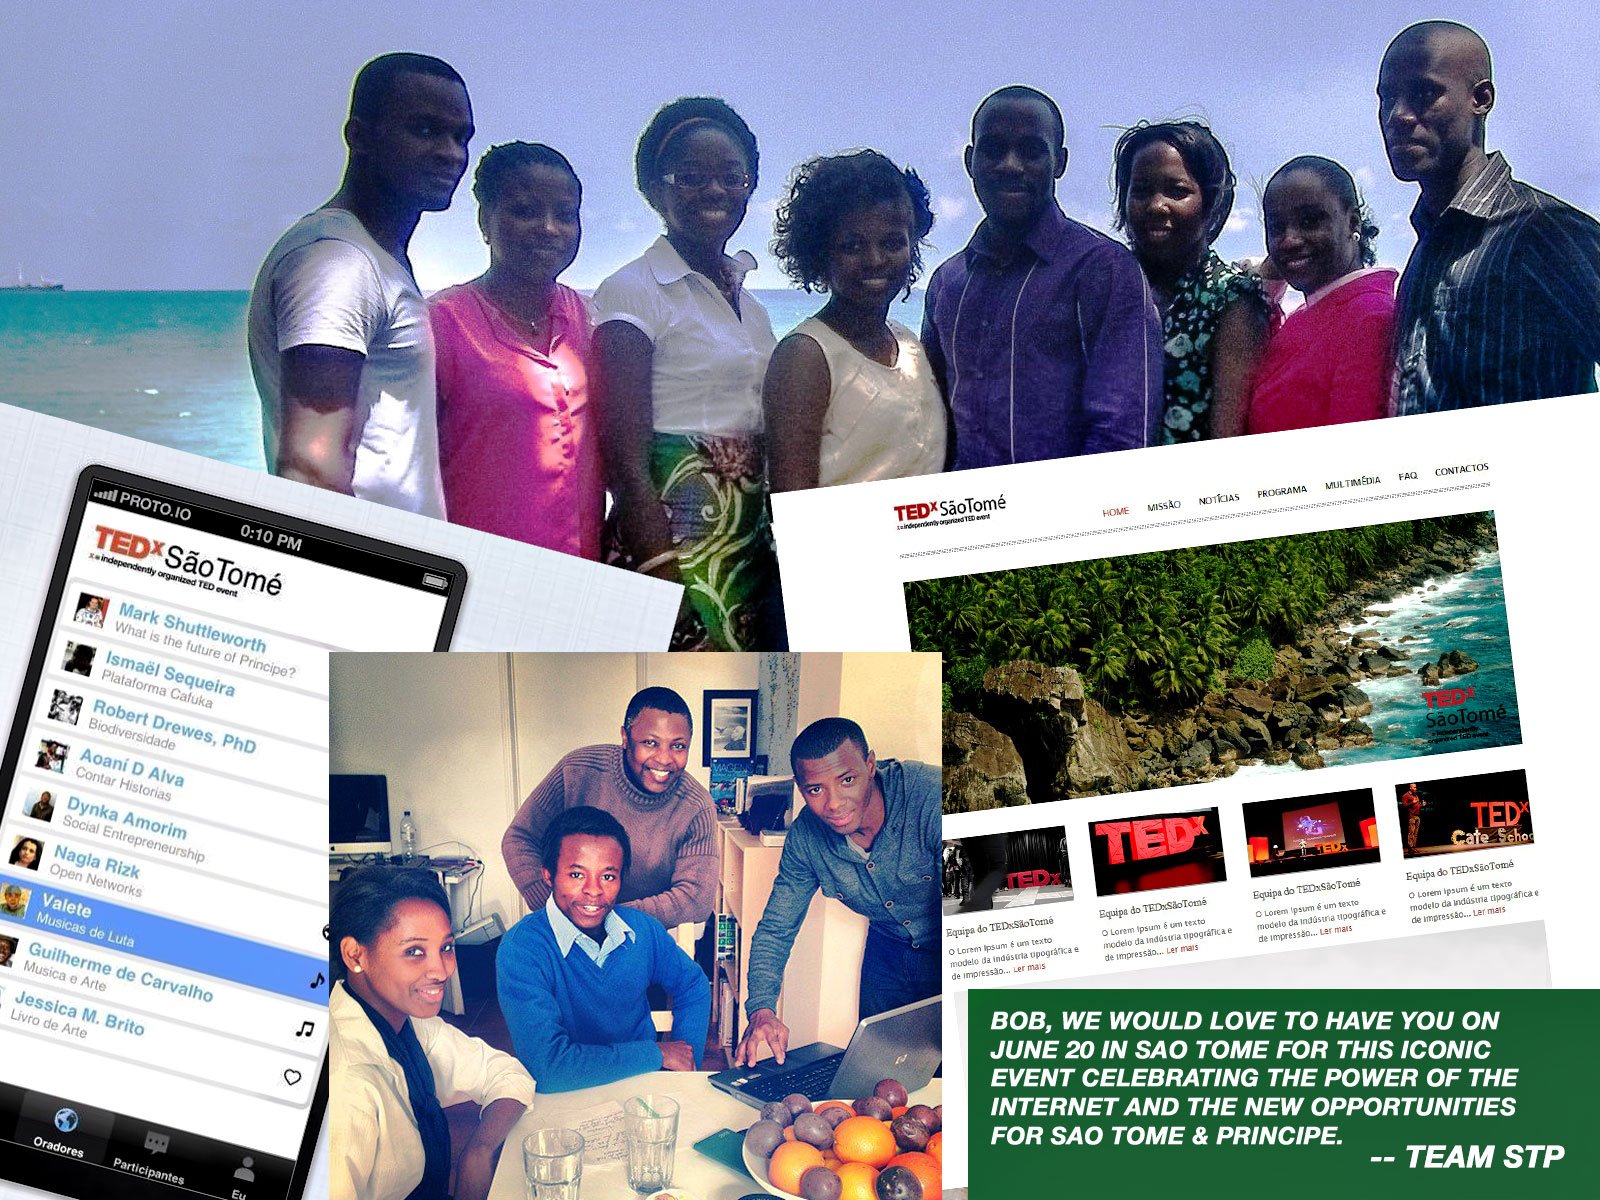 PROTO.IO
0:10 PM
TEDx SãoTomé
x = independently organized TED event
Mark Shuttleworth
What is the future of Principe?
Ismaël Sequeira
Plataforma Cafuka
Robert Drewes, PhD
Biodiversidade
Aoaní D Alva
Contar Historias
Dynka Amorim
Social Entrepreneurship
Nagla Rizk
Open Networks
Valete
Musicas de Luta
Guilherme de Carvalho
Musica e Arte
Jessica M. Brito
Livro de Arte
Oradores
Participantes
Eu
TEDx SãoTomé
x = independently organized TED event
HOME MISSÃO NOTÍCIAS PROGRAMA MULTIMÉDIA FAQ CONTACTOS
TEDx
SãoTomé
x = independently
organized TED event
TEDx
TEDx
TEDx
TEDx
Cate School
Equipa do TEDxSãoTomé
O Lorem Ipsum é um texto
modelo da indústria tipográfica e
de impressão... Ler mais
Equipa do TEDxSãoTomé
O Lorem Ipsum é um texto
modelo da indústria tipográfica e
de impressão... Ler mais
Equipa do TEDxSãoTomé
O Lorem Ipsum é um texto
modelo da indústria tipográfica e
de impressão... Ler mais
Equipa do TEDxSãoTomé
O Lorem Ipsum é um texto
modelo da indústria tipográfica e
de impressão... Ler mais
BOB, WE WOULD LOVE TO HAVE YOU ON
JUNE 20 IN SAO TOME FOR THIS ICONIC
EVENT CELEBRATING THE POWER OF THE
INTERNET AND THE NEW OPPORTUNITIES
FOR SAO TOME & PRINCIPE.
-- TEAM STP